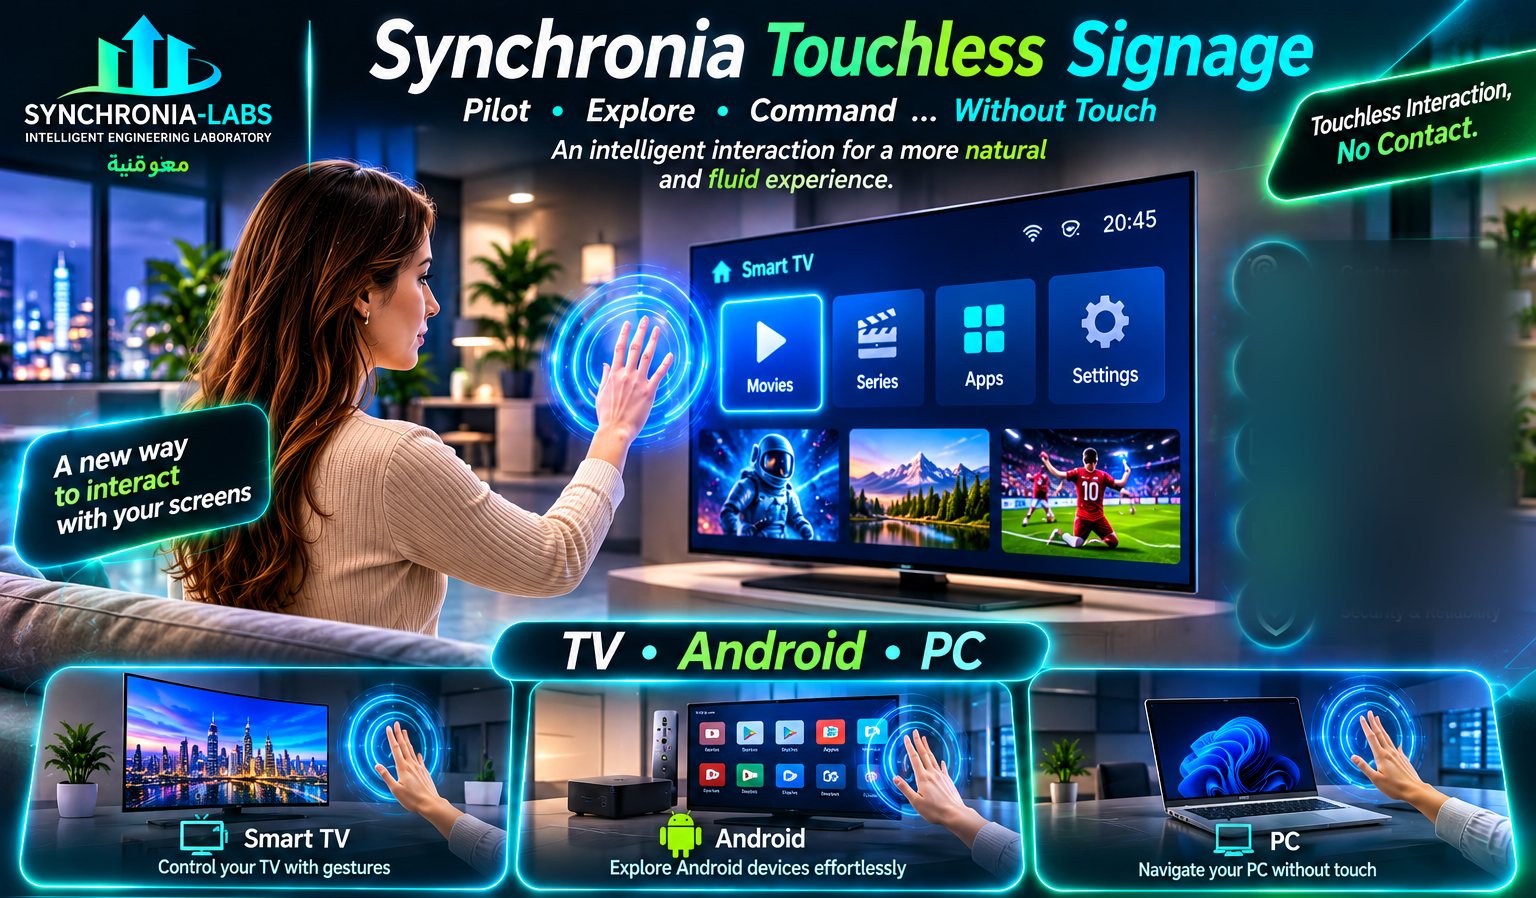 SYNCHRONIA-LABS
INTELLIGENT ENGINEERING LABORATORY
معوقنية
Synchronia Touchless Signage
Pilot • Explore • Command ... Without Touch
An intelligent interaction for a more natural
and fluid experience.
Touchless Interaction,
No Contact.
20:45
Smart TV
Movies
Series
Apps
Settings
10
A new way
to interact
with your screens
Security & Reliability
TV • Android • PC
Smart TV
Control your TV with gestures
Android
Explore Android devices effortlessly
PC
Navigate your PC without touch